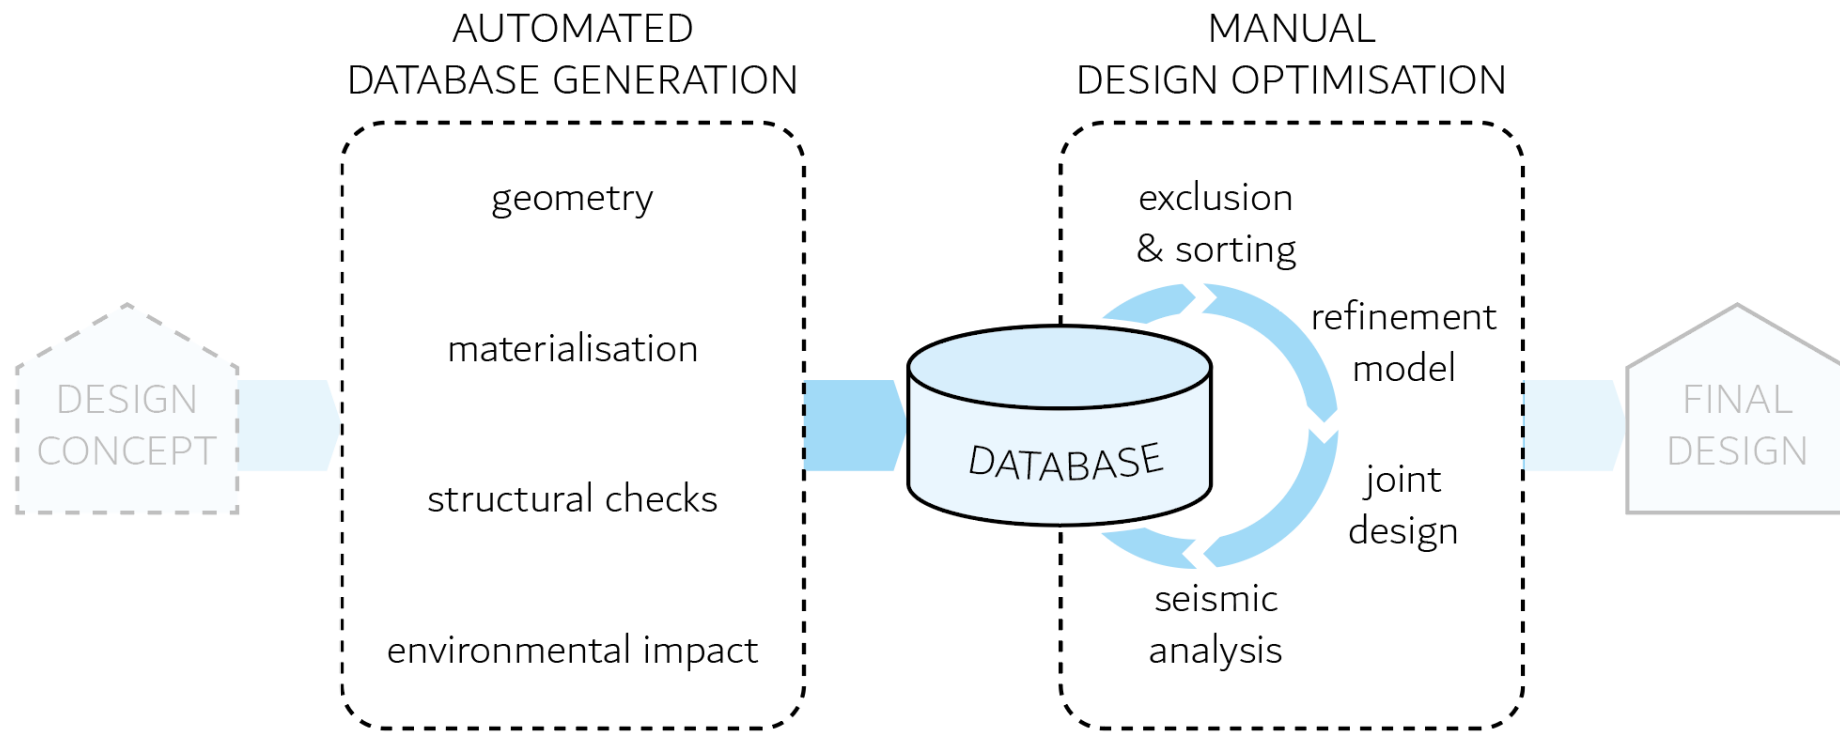 AUTOMATED
DATABASE GENERATION
MANUAL
DESIGN OPTIMISATION
DESIGN
CONCEPT
geometry
materialisation
structural checks
environmental impact
DATABASE
exclusion
& sorting
refinement
model
joint
design
seismic
analysis
FINAL
DESIGN